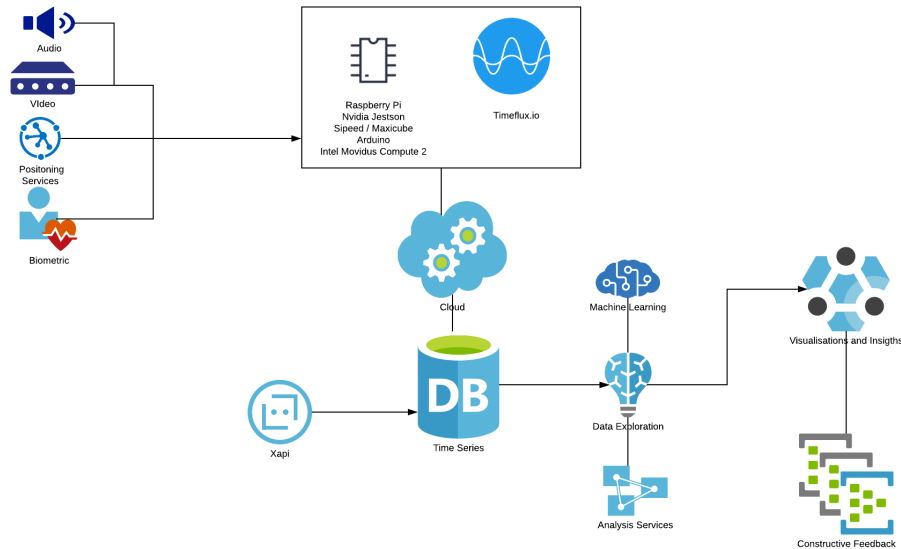 Audio
VIdeo
Positoning
Services
Biometric
Raspberry Pi
Nvidia Jestson
Sipeed / Maxicube
Arduino
Intel Movidus Compute 2
Timeflux.io
Cloud
Machine Learning
Visualisations and Insigths
DB
Xapi
Time Series
Data Exploration
Analysis Services
Constructive Feedback